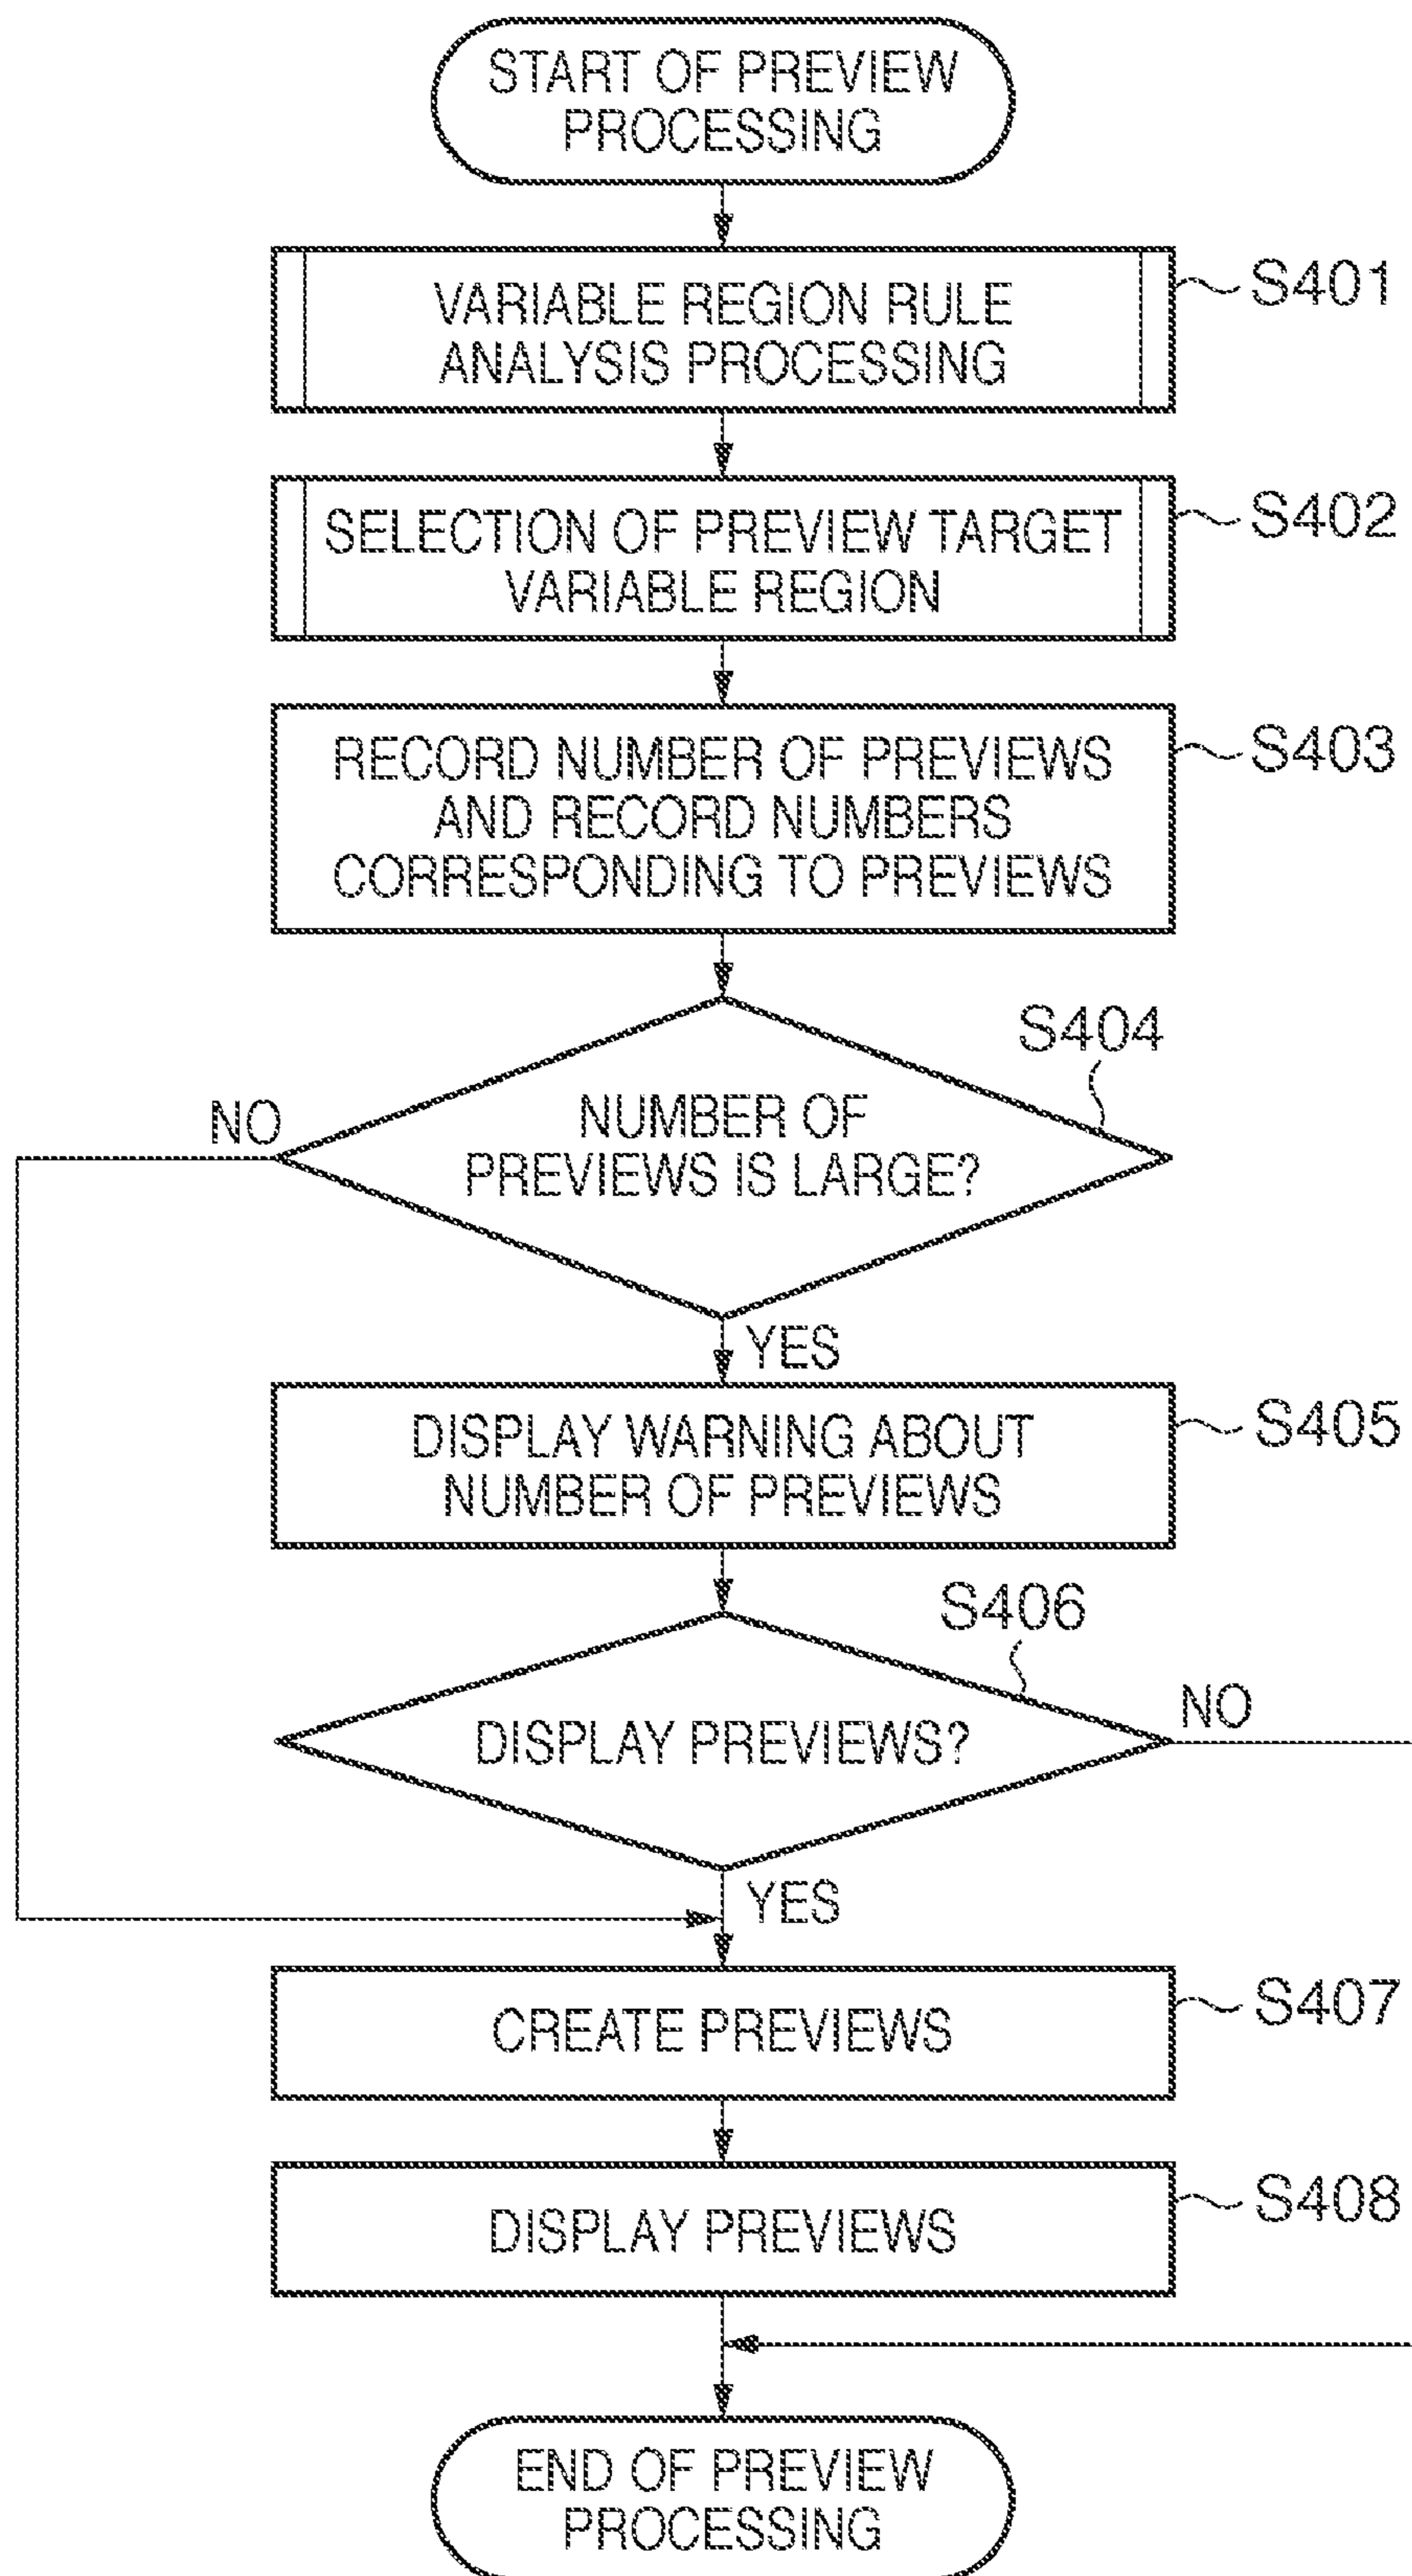 START OF PREVIEW
PROCESSING
VARIABLE REGION RULE
ANALYSIS PROCESSING
S401
SELECTION OF PREVIEW TARGET
VARIABLE REGION
S402
RECORD NUMBER OF PREVIEWS
AND RECORD NUMBERS
CORRESPONDING TO PREVIEWS
S403
S404
NO
NUMBER OF
PREVIEWS IS LARGE?
YES
DISPLAY WARNING ABOUT
NUMBER OF PREVIEWS
S405
S406
NO
DISPLAY PREVIEWS?
YES
CREATE PREVIEWS
S407
DISPLAY PREVIEWS
S408
END OF PREVIEW
PROCESSING